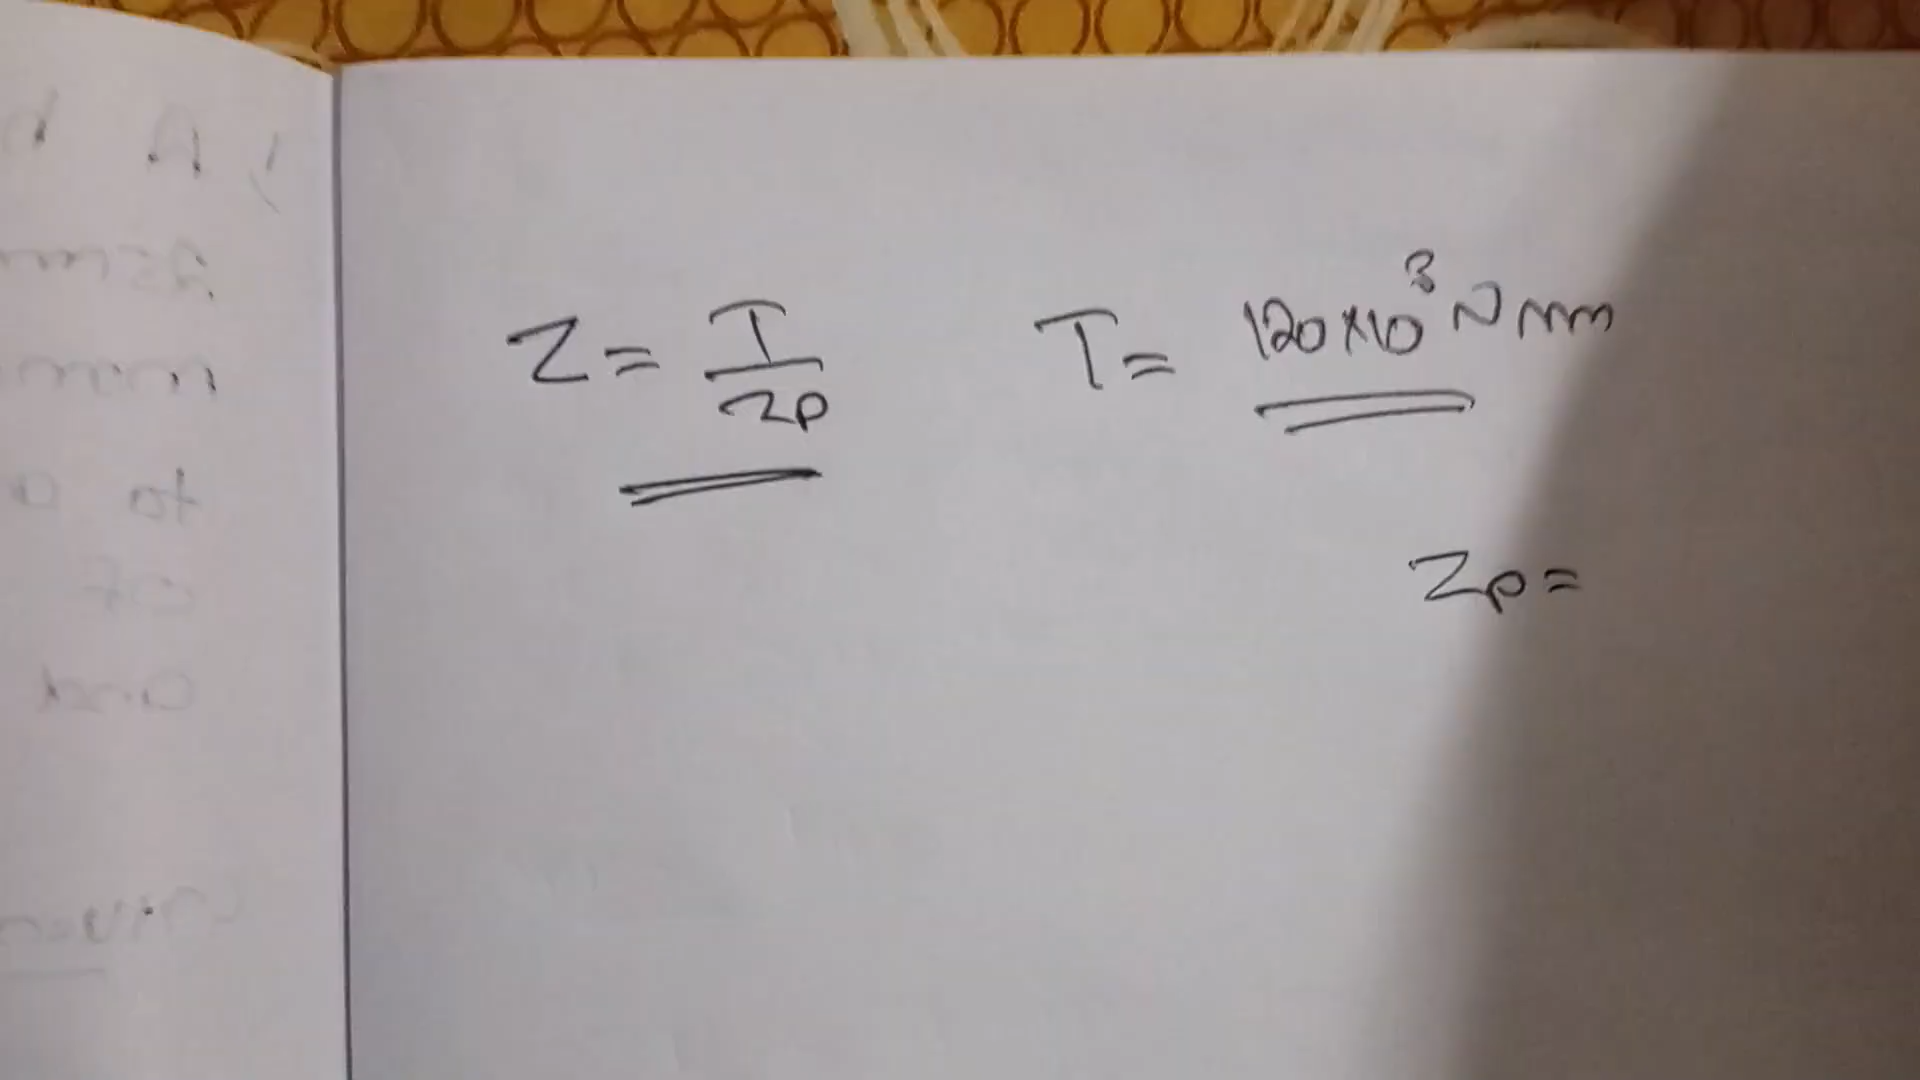 Z = T/Zp T = 120×10³ N mm
Zp =